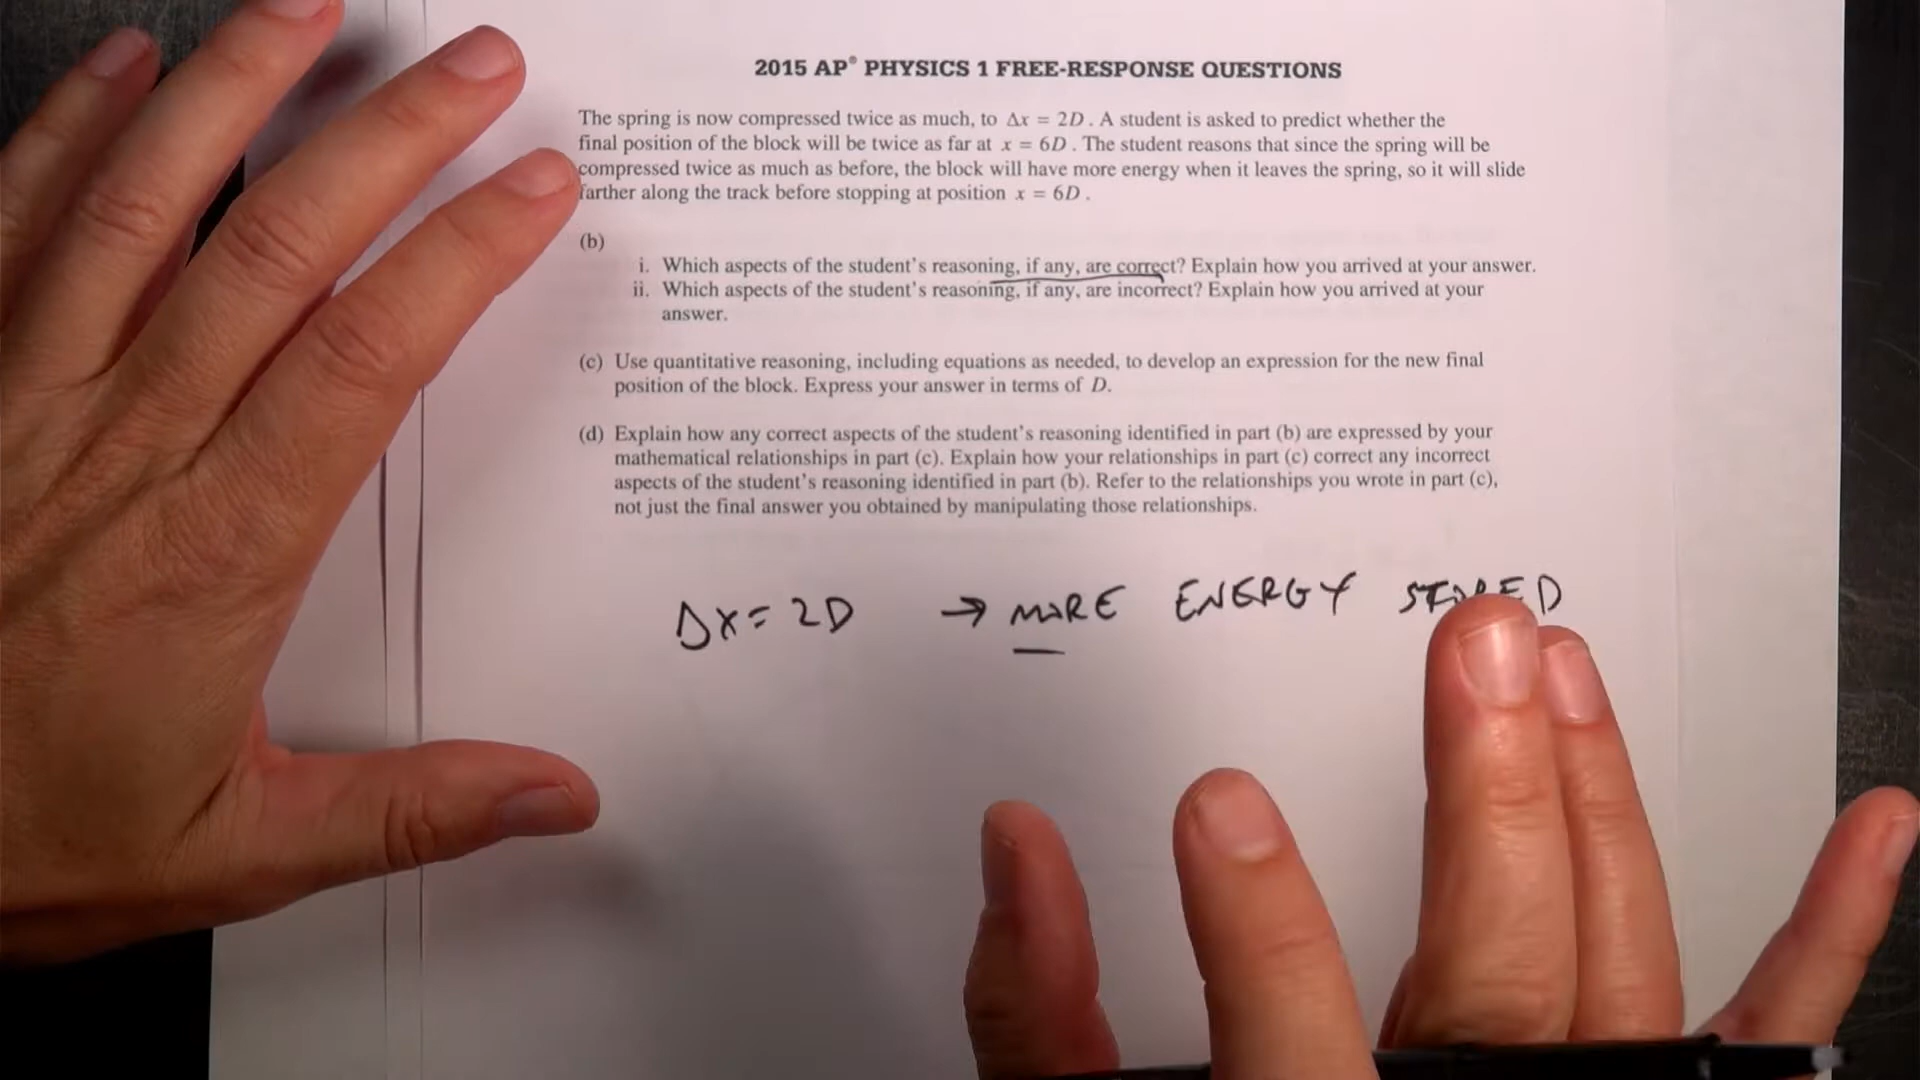 2015 AP® PHYSICS 1 FREE-RESPONSE QUESTIONS
The spring is now compressed twice as much, to Δx = 2D. A student is asked to predict whether the
final position of the block will be twice as far at x = 6D. The student reasons that since the spring will be
compressed twice as much as before, the block will have more energy when it leaves the spring, so it will slide
farther along the track before stopping at position x = 6D.
(b)
i. Which aspects of the student's reasoning, if any, are correct? Explain how you arrived at your answer.
ii. Which aspects of the student's reasoning, if any, are incorrect? Explain how you arrived at your
answer.
(c) Use quantitative reasoning, including equations as needed, to develop an expression for the new final
position of the block. Express your answer in terms of D.
(d) Explain how any correct aspects of the student's reasoning identified in part (b) are expressed by your
mathematical relationships in part (c). Explain how your relationships in part (c) correct any incorrect
aspects of the student's reasoning identified in part (b). Refer to the relationships you wrote in part (c),
not just the final answer you obtained by manipulating those relationships.
Δx = 2D → MORE ENERGY STORED